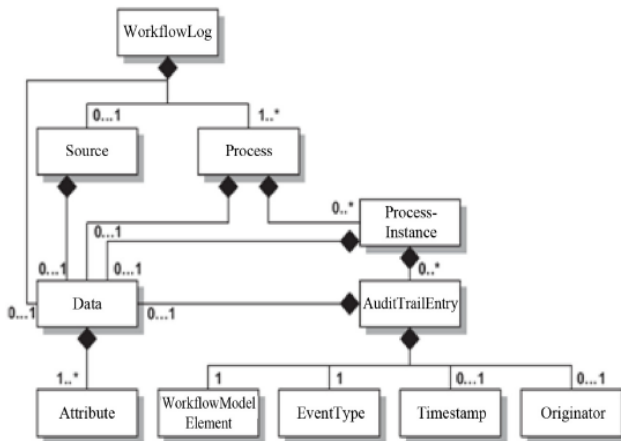 WorkflowLog
0...1
1..*
Source
Process
0..*
Process-
Instance
0...1
0...1
0...1
0..*
0...1
Data
0...1
AuditTrailEntry
1..*
1
1
0...1
0...1
Attribute
WorkflowModel
Element
EventType
Timestamp
Originator